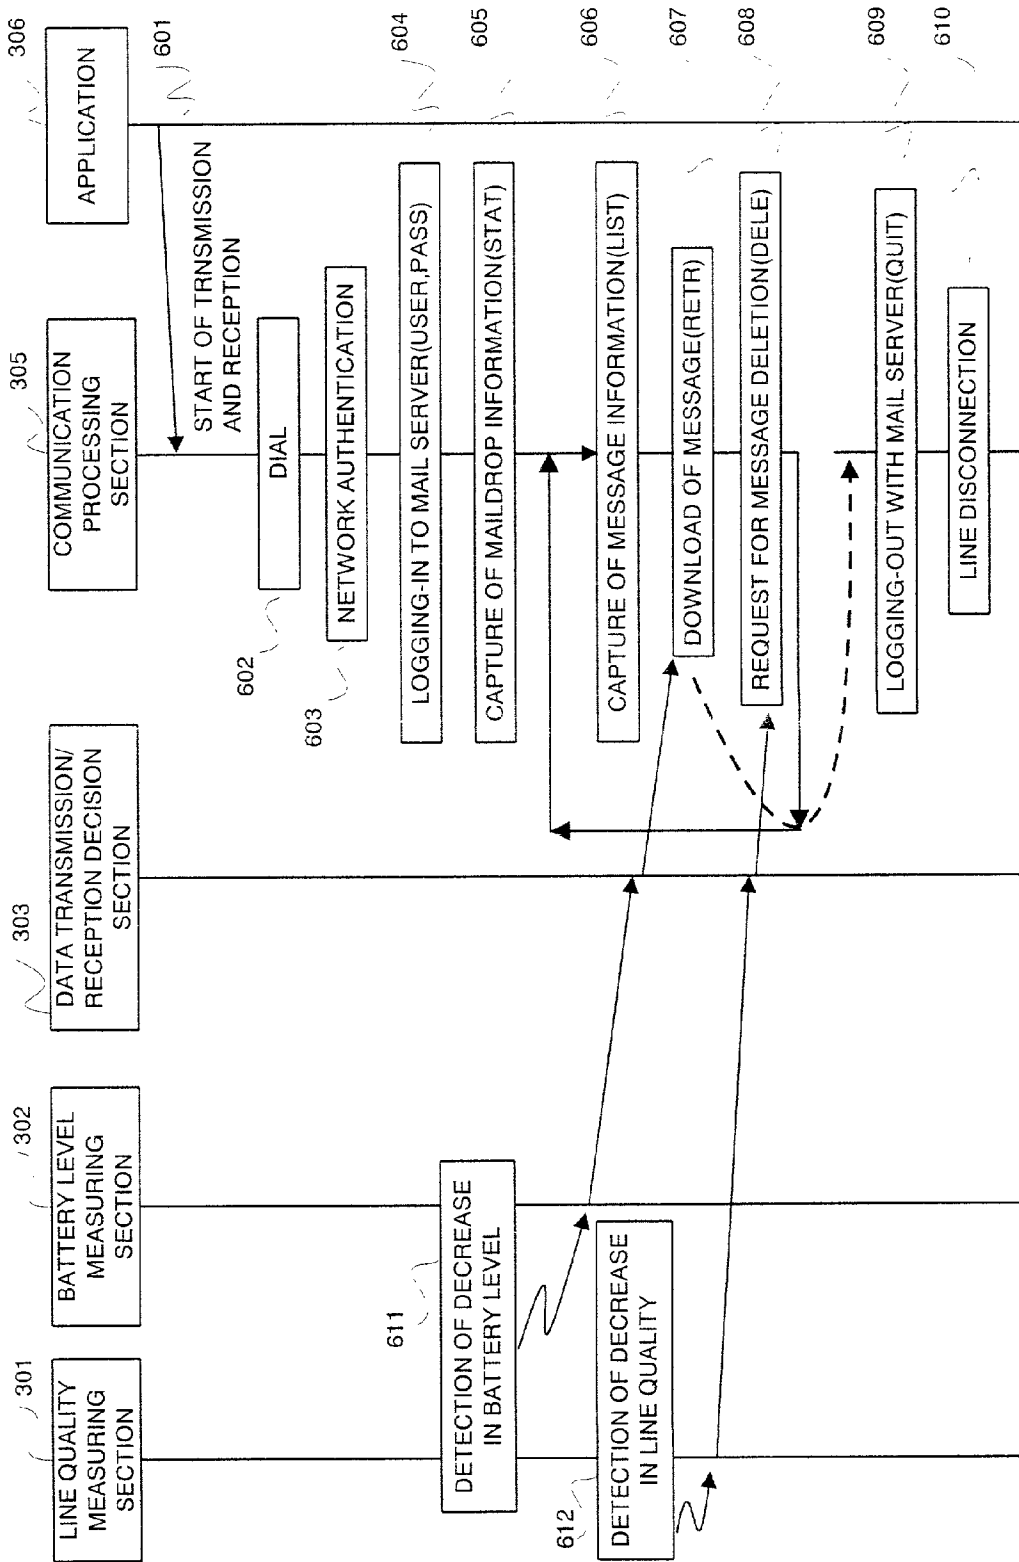 301
LINE QUALITY
MEASURING
SECTION
302
BATTERY LEVEL
MEASURING
SECTION
303
DATA TRANSMISSION/
RECEPTION DECISION
SECTION
305
COMMUNICATION
PROCESSING
SECTION
306
APPLICATION
601
START OF TRNSMISSION
AND RECEPTION
602
DIAL
603
NETWORK AUTHENTICATION
604
LOGGING-IN TO MAIL SERVER(USER,PASS)
605
CAPTURE OF MAILDROP INFORMATION(STAT)
611
DETECTION OF DECREASE
IN BATTERY LEVEL
606
CAPTURE OF MESSAGE INFORMATION(LIST)
612
DETECTION OF DECREASE
IN LINE QUALITY
607
DOWNLOAD OF MESSAGE(RETR)
608
REQUEST FOR MESSAGE DELETION(DELE)
609
LOGGING-OUT WITH MAIL SERVER(QUIT)
610
LINE DISCONNECTION